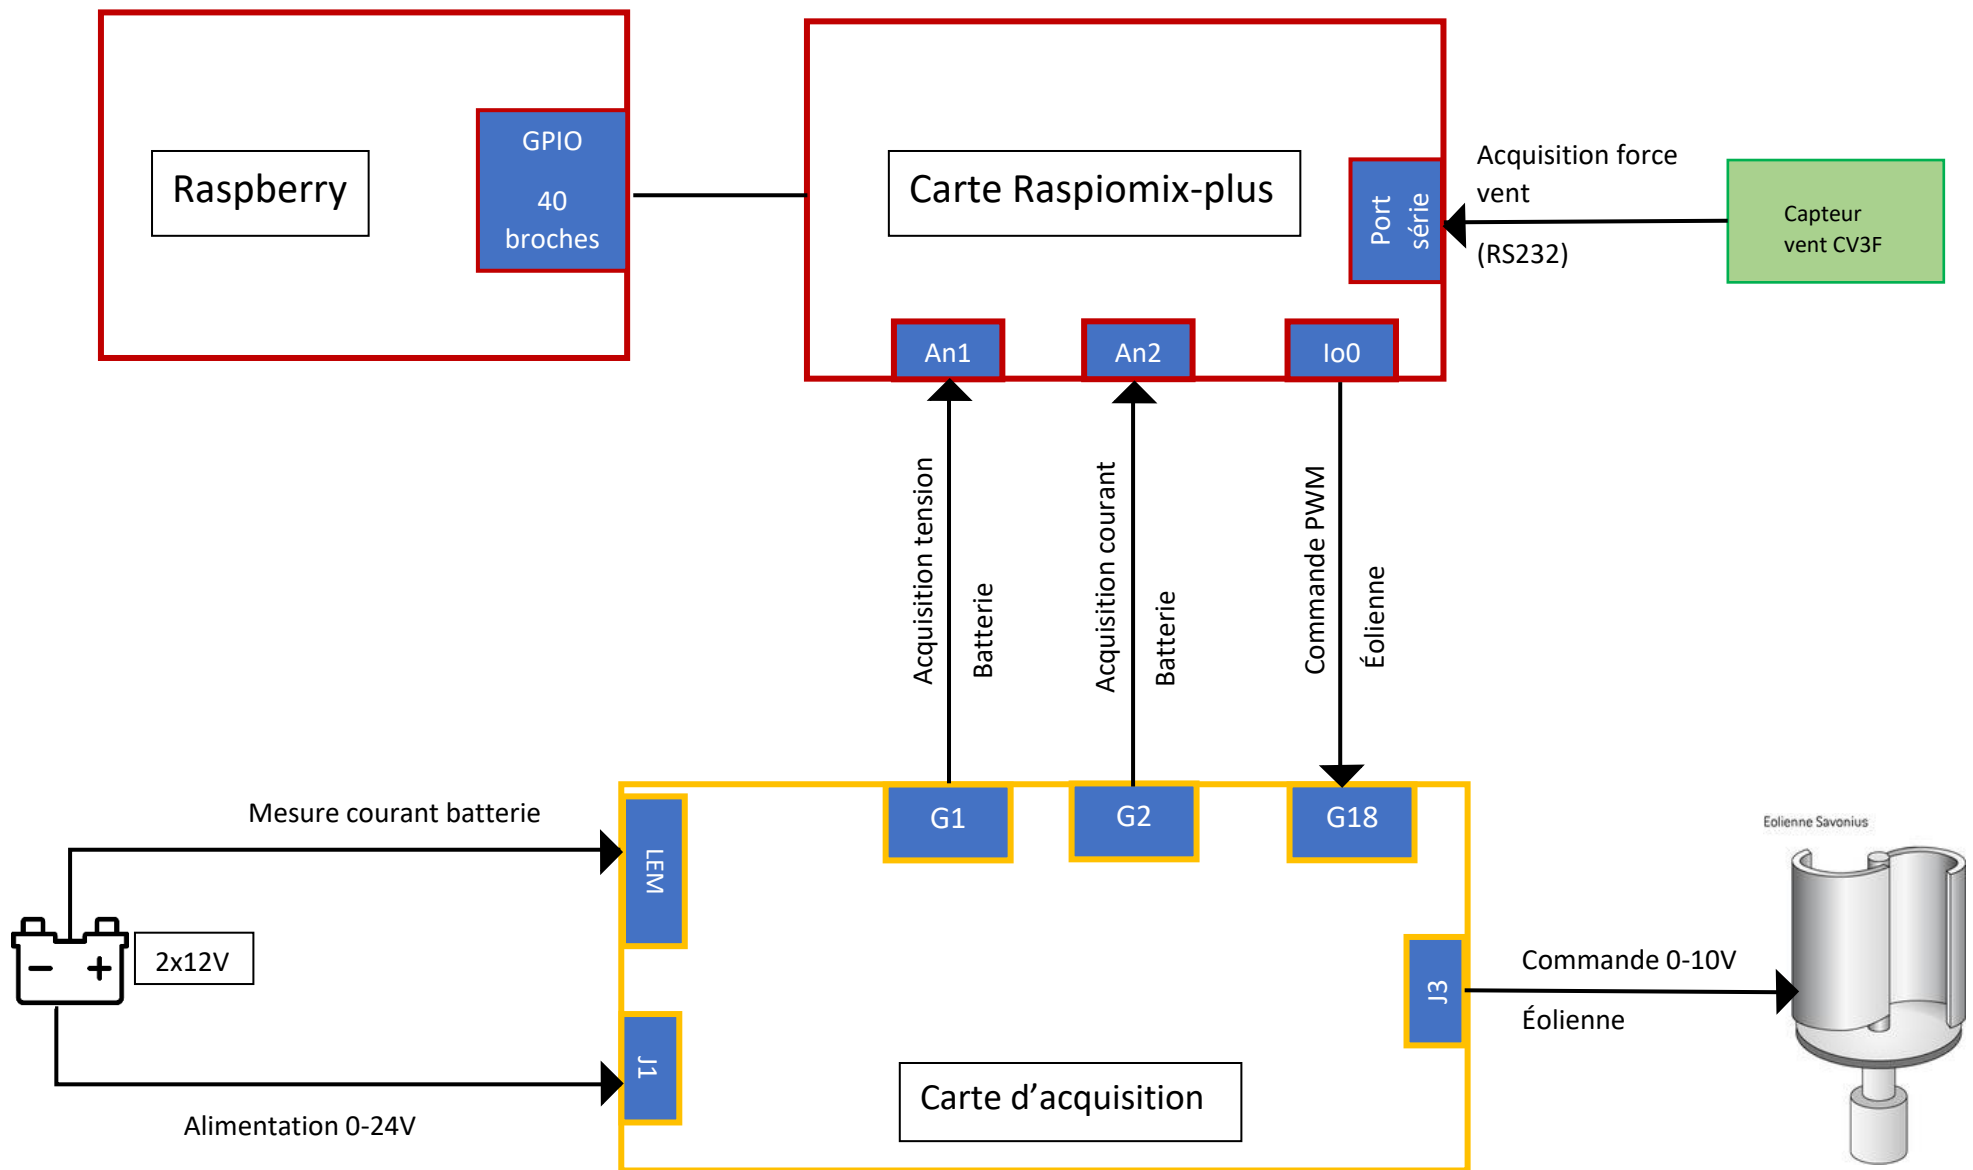 Raspberry
GPIO
40
broches
Carte Raspiomix-plus
Port
série
Acquisition force
vent
(RS232)
Capteur
vent CV3F
An1
An2
Io0
Acquisition tension
Batterie
Acquisition courant
Batterie
Commande PWM
Éolienne
Mesure courant batterie
2x12V
Alimentation 0-24V
LEM
J1
G1
G2
G18
J3
Carte d’acquisition
Commande 0-10V
Éolienne
Eolienne Savonius